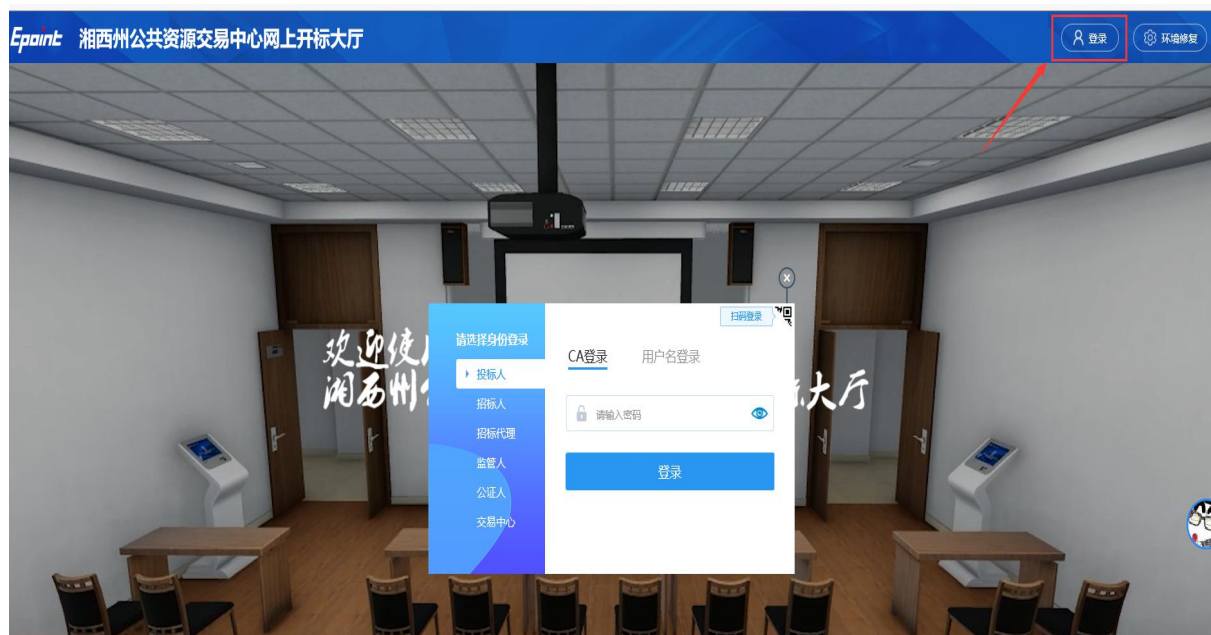 Epoint 湘西州公共资源交易中心网上开标大厅
登录
环境修复
欢迎使
湘西州
大厅
扫码登录
请选择身份登录
CA登录 用户名登录
投标人
招标人
招标代理
监管人
公证人
交易中心
请输入密码
登录